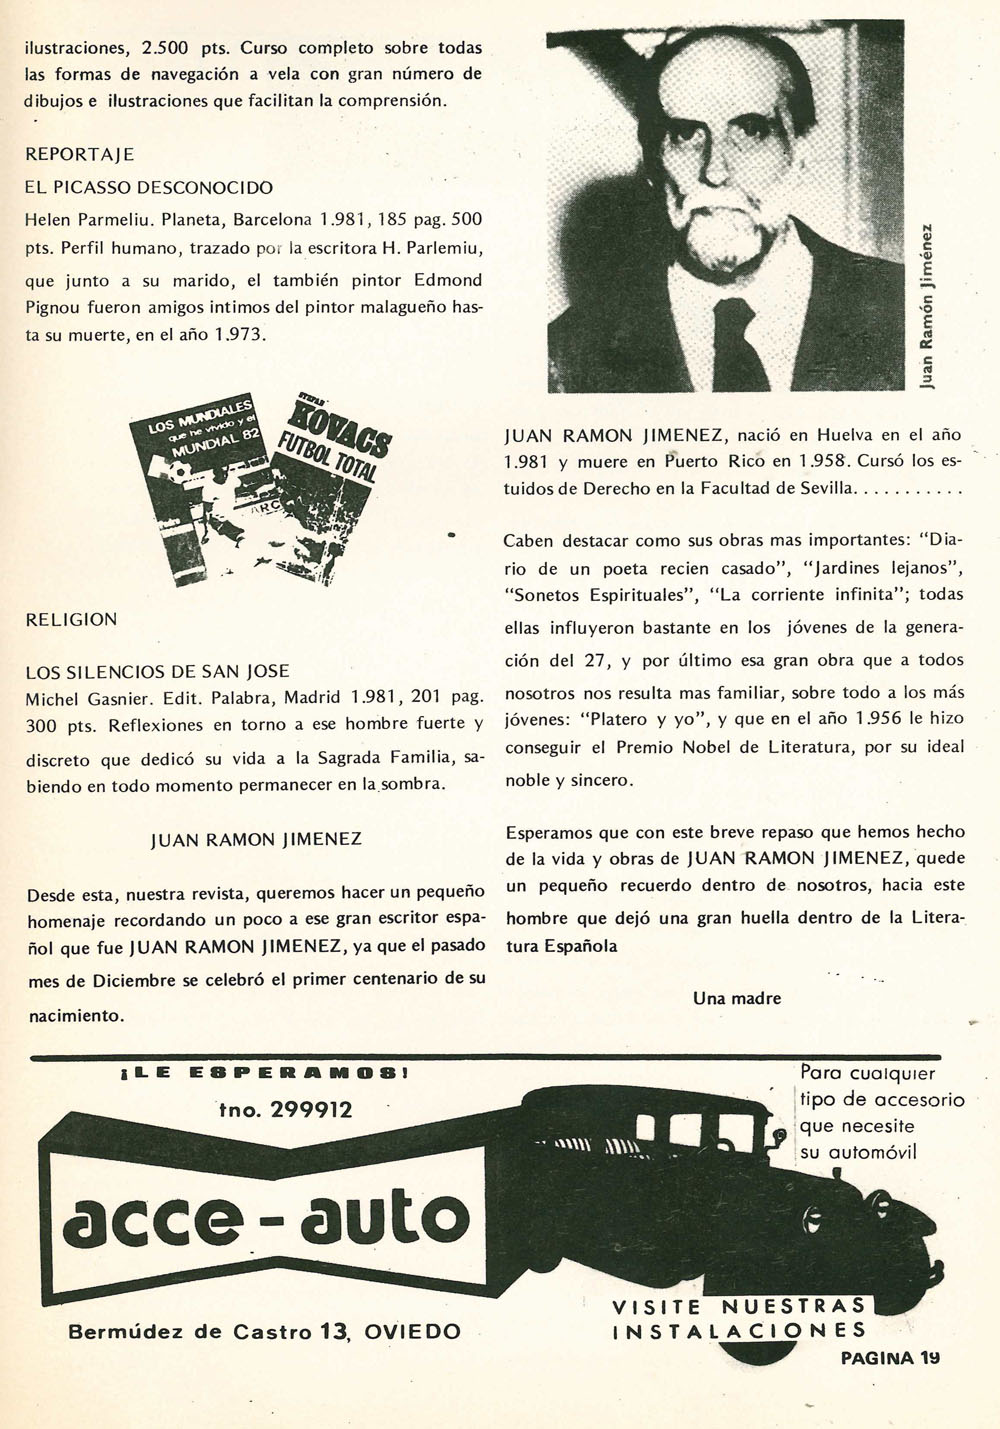 ilustraciones, 2.500 pts. Curso completo sobre todas
las formas de navegación a vela con gran número de
dibujos e ilustraciones que facilitan la comprensión.
REPORTAJE
EL PICASSO DESCONOCIDO
Helen Parmeliu. Planeta, Barcelona 1.981, 185 pag. 500
pts. Perfil humano, trazado por la escritora H. Parlemiu,
que junto a su marido, el también pintor Edmond
Pignou fueron amigos intimos del pintor malagueño has-
ta su muerte, en el año 1.973.
LOS MUNDIALES
que he vivido y el
MUNDIAL 82
STEFAN
KOVACS
FUTBOL TOTAL
ARC
RELIGION
LOS SILENCIOS DE SAN JOSE
Michel Gasnier. Edit. Palabra, Madrid 1.981, 201 pag.
300 pts. Reflexiones en torno a ese hombre fuerte y
discreto que dedicó su vida a la Sagrada Familia, sa-
biendo en todo momento permanecer en la sombra.
JUAN RAMON JIMENEZ
Desde esta, nuestra revista, queremos hacer un pequeño
homenaje recordando un poco a ese gran escritor espa-
ñol que fue JUAN RAMON JIMENEZ, ya que el pasado
mes de Diciembre se celebró el primer centenario de su
nacimiento.
Juan Ramón Jiménez
JUAN RAMON JIMENEZ, nació en Huelva en el año
1.981 y muere en Puerto Rico en 1.958. Cursó los es-
tuidos de Derecho en la Facultad de Sevilla...........
Caben destacar como sus obras mas importantes: “Dia-
rio de un poeta recien casado”, “Jardines lejanos”,
“Sonetos Espirituales”, “La corriente infinita”; todas
ellas influyeron bastante en los jóvenes de la genera-
ción del 27, y por último esa gran obra que a todos
nosotros nos resulta mas familiar, sobre todo a los más
jóvenes: “Platero y yo”, y que en el año 1.956 le hizo
conseguir el Premio Nobel de Literatura, por su ideal
noble y sincero.
Esperamos que con este breve repaso que hemos hecho
de la vida y obras de JUAN RAMON JIMENEZ, quede
un pequeño recuerdo dentro de nosotros, hacia este
hombre que dejó una gran huella dentro de la Litera-
tura Española
Una madre
¡LE ESPERAMOS!
tno. 299912
acce-auto
Bermúdez de Castro 13, OVIEDO
Para cualquier
tipo de accesorio
que necesite
su automóvil
VISITE NUESTRAS
INSTALACIONES
PAGINA 19